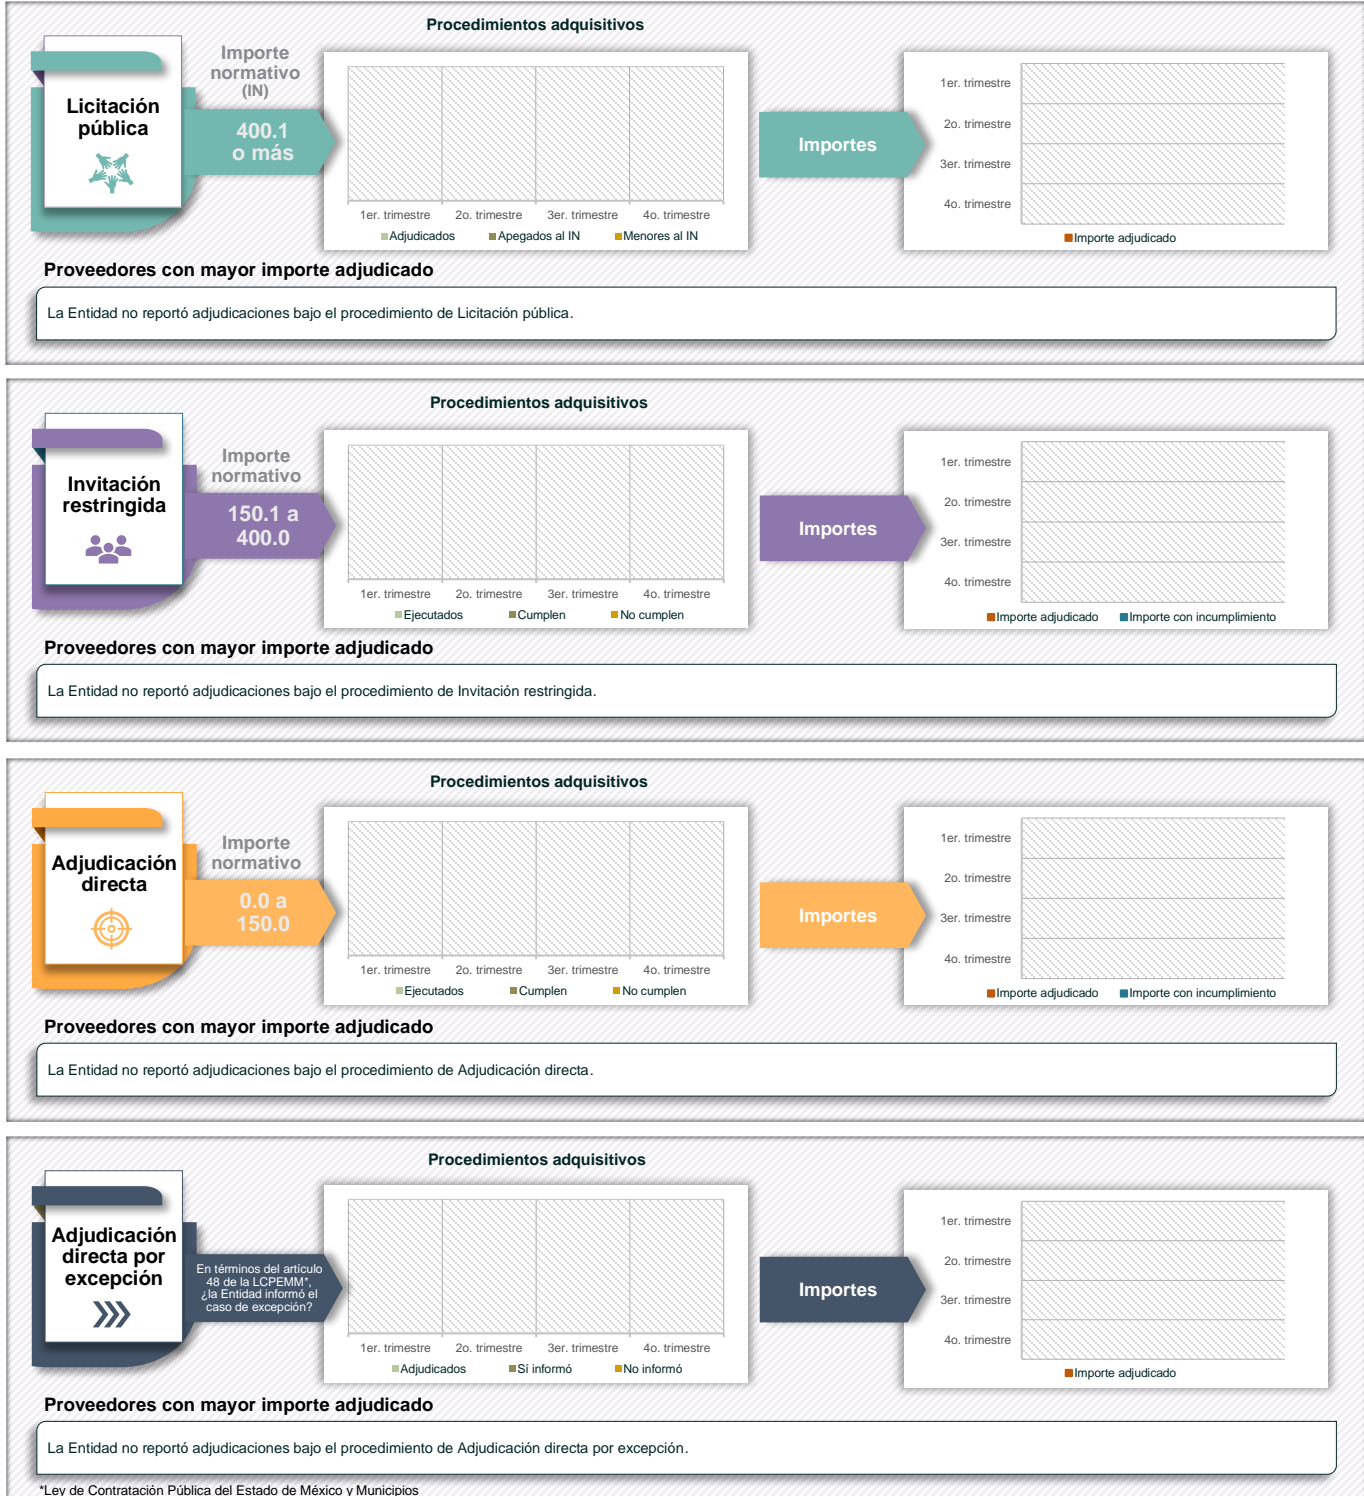 Procedimientos adquisitivos
Licitación
pública
Importe
normativo
(IN)
400.1
o más
1er. trimestre 2o. trimestre 3er. trimestre 4o. trimestre
Adjudicados Apegados al IN Menores al IN
Importes
1er. trimestre
2o. trimestre
3er. trimestre
4o. trimestre
Importe adjudicado
Proveedores con mayor importe adjudicado
La Entidad no reportó adjudicaciones bajo el procedimiento de Licitación pública.
Procedimientos adquisitivos
Invitación
restringida
Importe
normativo
150.1 a
400.0
1er. trimestre 2o. trimestre 3er. trimestre 4o. trimestre
Ejecutados Cumplen No cumplen
Importes
1er. trimestre
2o. trimestre
3er. trimestre
4o. trimestre
Importe adjudicado Importe con incumplimiento
Proveedores con mayor importe adjudicado
La Entidad no reportó adjudicaciones bajo el procedimiento de Invitación restringida.
Procedimientos adquisitivos
Adjudicación
directa
Importe
normativo
0.0 a
150.0
1er. trimestre 2o. trimestre 3er. trimestre 4o. trimestre
Ejecutados Cumplen No cumplen
Importes
1er. trimestre
2o. trimestre
3er. trimestre
4o. trimestre
Importe adjudicado Importe con incumplimiento
Proveedores con mayor importe adjudicado
La Entidad no reportó adjudicaciones bajo el procedimiento de Adjudicación directa.
Procedimientos adquisitivos
Adjudicación
directa por
excepción
En términos del artículo
48 de la LCPEMM*,
¿la Entidad informó el
caso de excepción?
1er. trimestre 2o. trimestre 3er. trimestre 4o. trimestre
Adjudicados Sí informó No informó
Importes
1er. trimestre
2o. trimestre
3er. trimestre
4o. trimestre
Importe adjudicado
Proveedores con mayor importe adjudicado
La Entidad no reportó adjudicaciones bajo el procedimiento de Adjudicación directa por excepción.
*Ley de Contratación Pública del Estado de México y Municipios